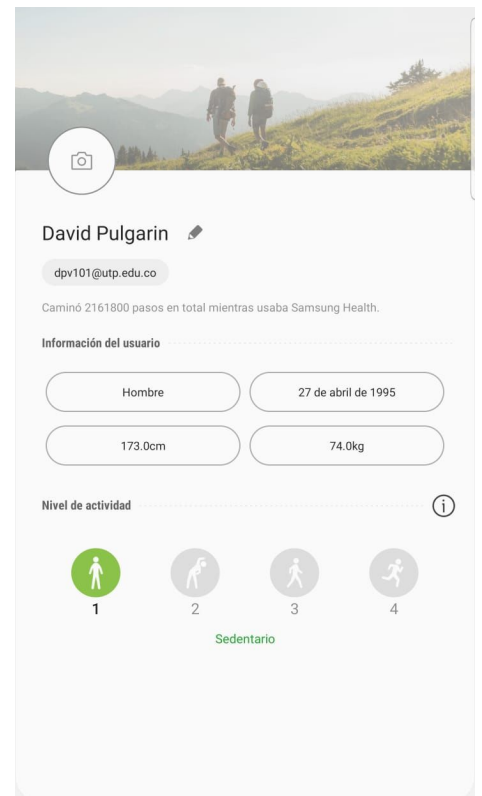 David Pulgarin
dpv101@utp.edu.co
Caminó 2161800 pasos en total mientras usaba Samsung Health.
Información del usuario
Hombre
27 de abril de 1995
173.0cm
74.0kg
Nivel de actividad
1
2
3
4
Sedentario